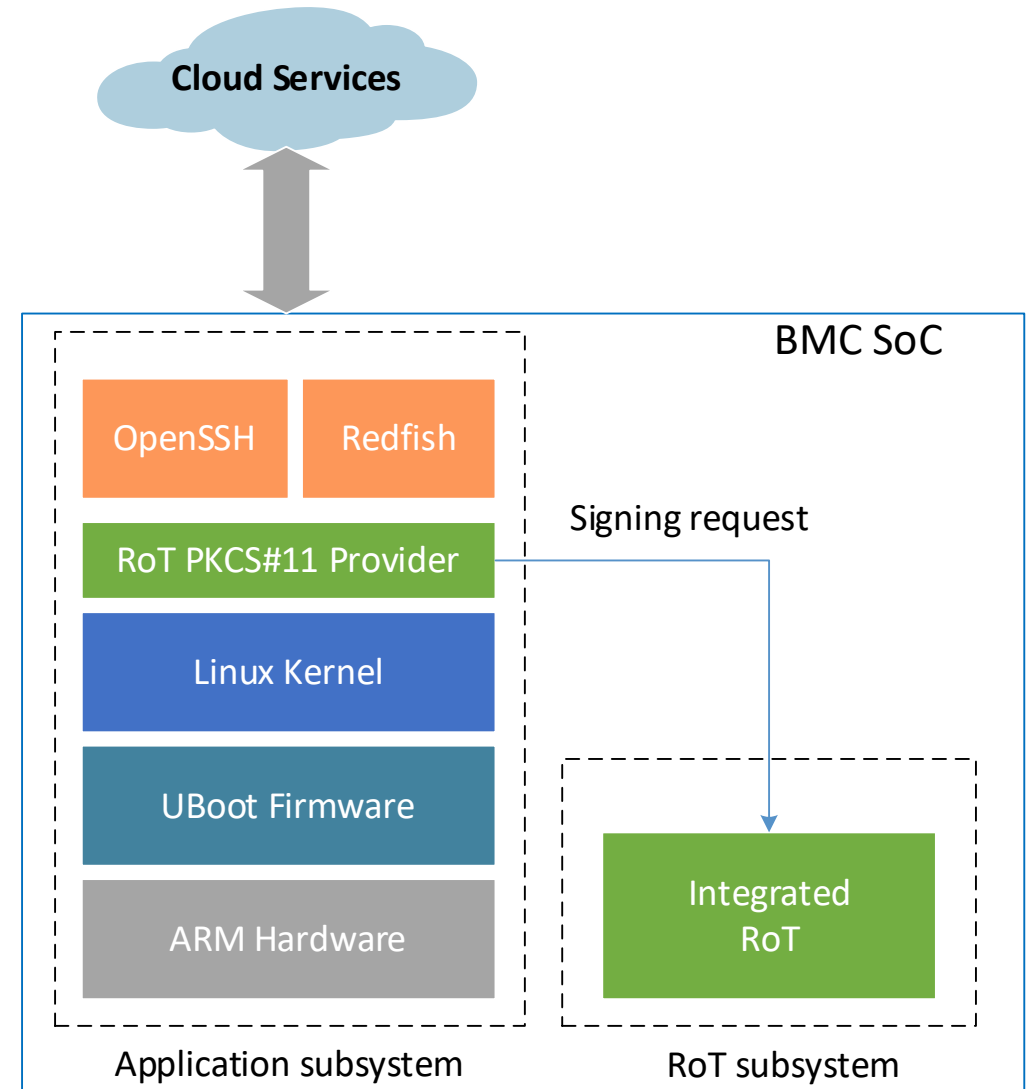 Cloud Services
BMC SoC
OpenSSH
Redfish
Signing request
RoT PKCS#11 Provider
Linux Kernel
UBoot Firmware
Integrated
RoT
ARM Hardware
Application subsystem
RoT subsystem